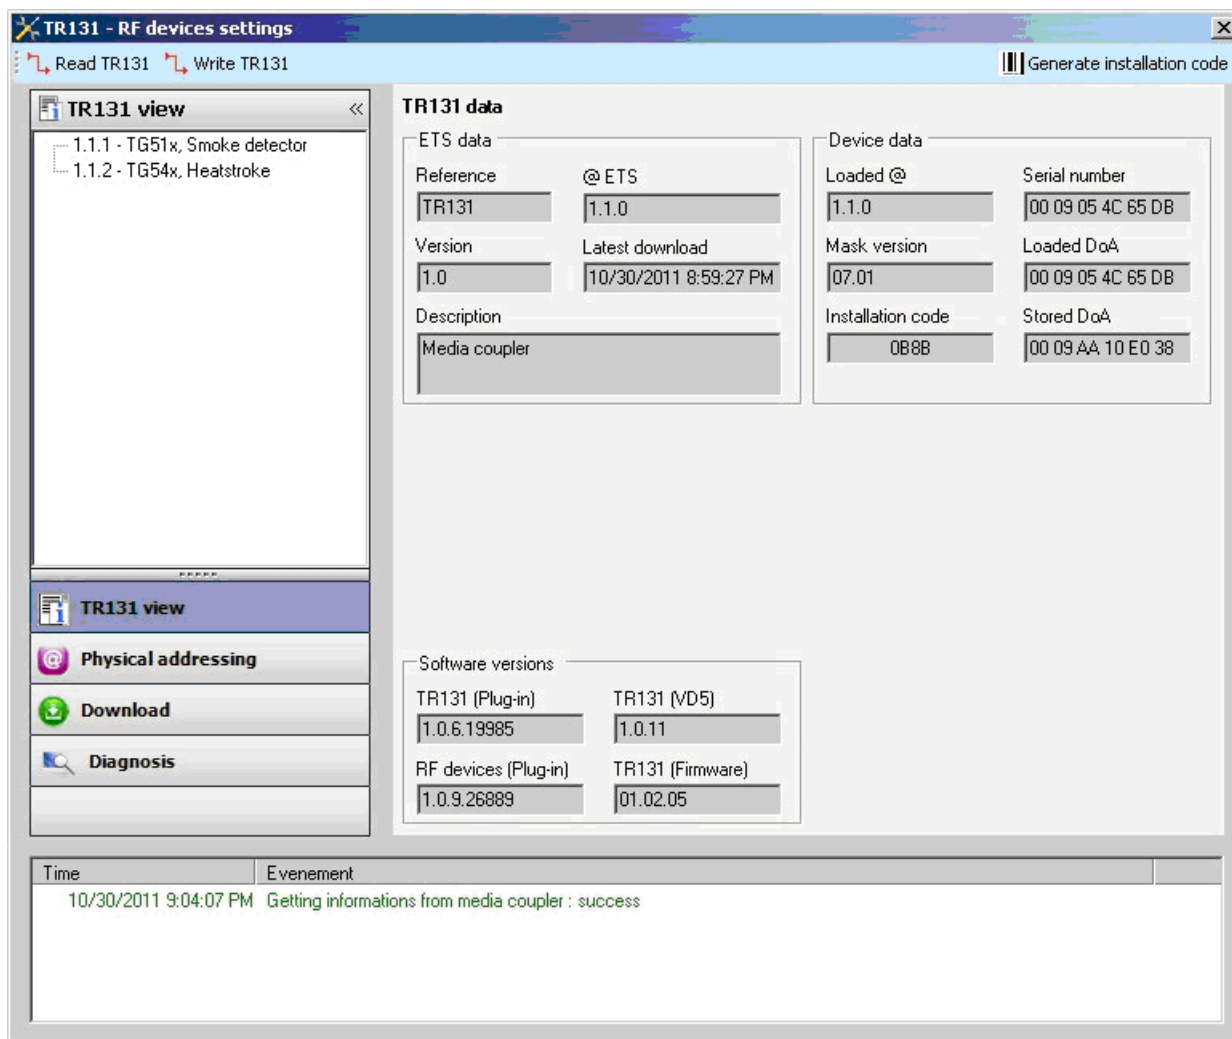 TR131 - RF devices settings
Read TR131 Write TR131 Generate installation code
TR131 view
1.1.1 - TG51x, Smoke detector
1.1.2 - TG54x, Heatstroke
TR131 view
Physical addressing
Download
Diagnosis
TR131 data
ETS data
Reference @ ETS
TR131 1.1.0
Version Latest download
1.0 10/30/2011 8:59:27 PM
Description
Media coupler
Device data
Loaded @ Serial number
1.1.0 00 09 05 4C 65 DB
Mask version Loaded DoA
07.01 00 09 05 4C 65 DB
Installation code Stored DoA
0B8B 00 09 AA 10 E0 38
Software versions
TR131 (Plug-in) TR131 (VD5)
1.0.6.19985 1.0.11
RF devices (Plug-in) TR131 (Firmware)
1.0.9.26889 01.02.05
Time Evenement
10/30/2011 9:04:07 PM Getting informations from media coupler : success